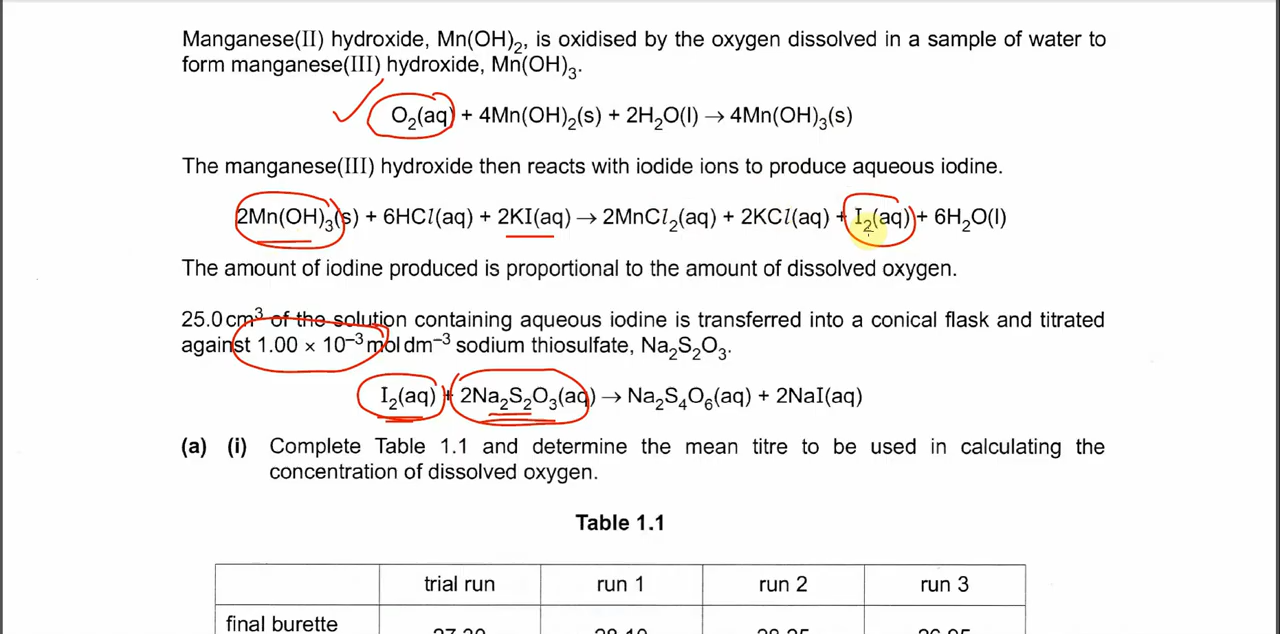 Manganese(II) hydroxide, Mn(OH)₂, is oxidised by the oxygen dissolved in a sample of water to
form manganese(III) hydroxide, Mn(OH)₃.
O₂(aq) + 4Mn(OH)₂(s) + 2H₂O(l) → 4Mn(OH)₃(s)
The manganese(III) hydroxide then reacts with iodide ions to produce aqueous iodine.
2Mn(OH)₃(s) + 6HCl(aq) + 2KI(aq) → 2MnCl₂(aq) + 2KCl(aq) + I₂(aq) + 6H₂O(l)
The amount of iodine produced is proportional to the amount of dissolved oxygen.
25.0 cm³ of the solution containing aqueous iodine is transferred into a conical flask and titrated
against 1.00 × 10⁻³ mol dm⁻³ sodium thiosulfate, Na₂S₂O₃.
I₂(aq) + 2Na₂S₂O₃(aq) → Na₂S₄O₆(aq) + 2NaI(aq)
(a) (i) Complete Table 1.1 and determine the mean titre to be used in calculating the
concentration of dissolved oxygen.
Table 1.1
trial run run 1 run 2 run 3
final burette